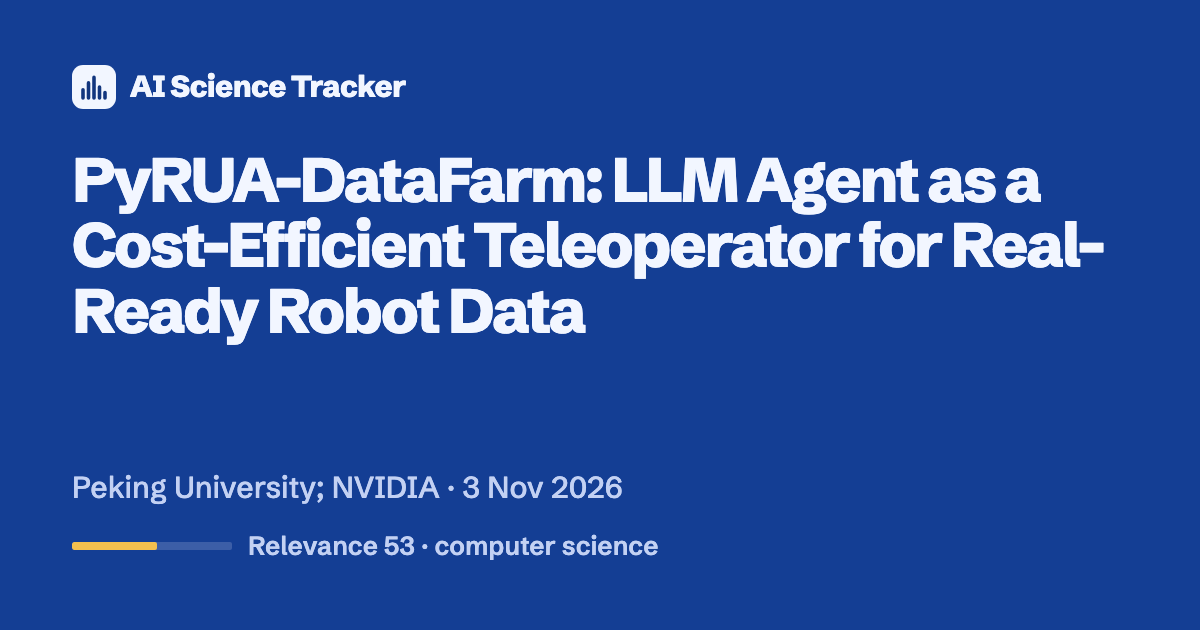 AI Science Tracker
PyRUA-DataFarm: LLM Agent as a
Cost-Efficient Teleoperator for Real-
Ready Robot Data
Peking University; NVIDIA · 3 Nov 2026
Relevance 53 · computer science